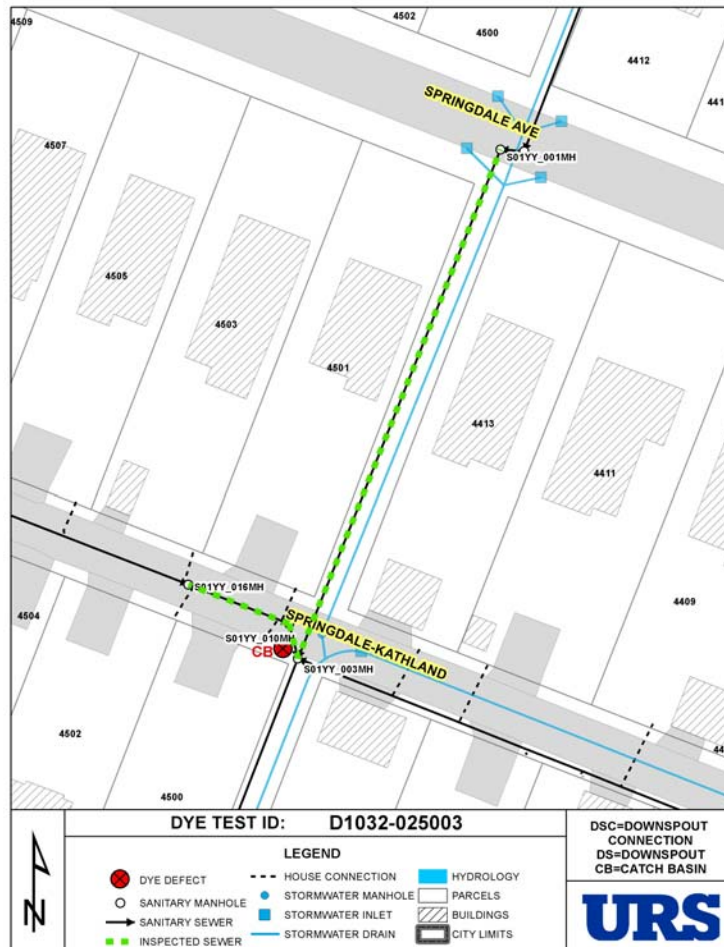 4509
4502
4500
4412
441
SPRINGDALE AVE
4507
S01YY_001MH
4505
4503
4501
4413
4411
S01YY_016MH
4504
SPRINGDALE-KATHLAND
4409
S01YY_010MH
CB
S01YY_003MH
4502
44
4500
DYE TEST ID: D1032-025003
LEGEND
DYE DEFECT
SANITARY MANHOLE
SANITARY SEWER
INSPECTED SEWER
HOUSE CONNECTION
STORMWATER MANHOLE
STORMWATER INLET
STORMWATER DRAIN
HYDROLOGY
PARCELS
BUILDINGS
CITY LIMITS
DSC=DOWNSPOUT
CONNECTION
DS=DOWNSPOUT
CB=CATCH BASIN
URS
N